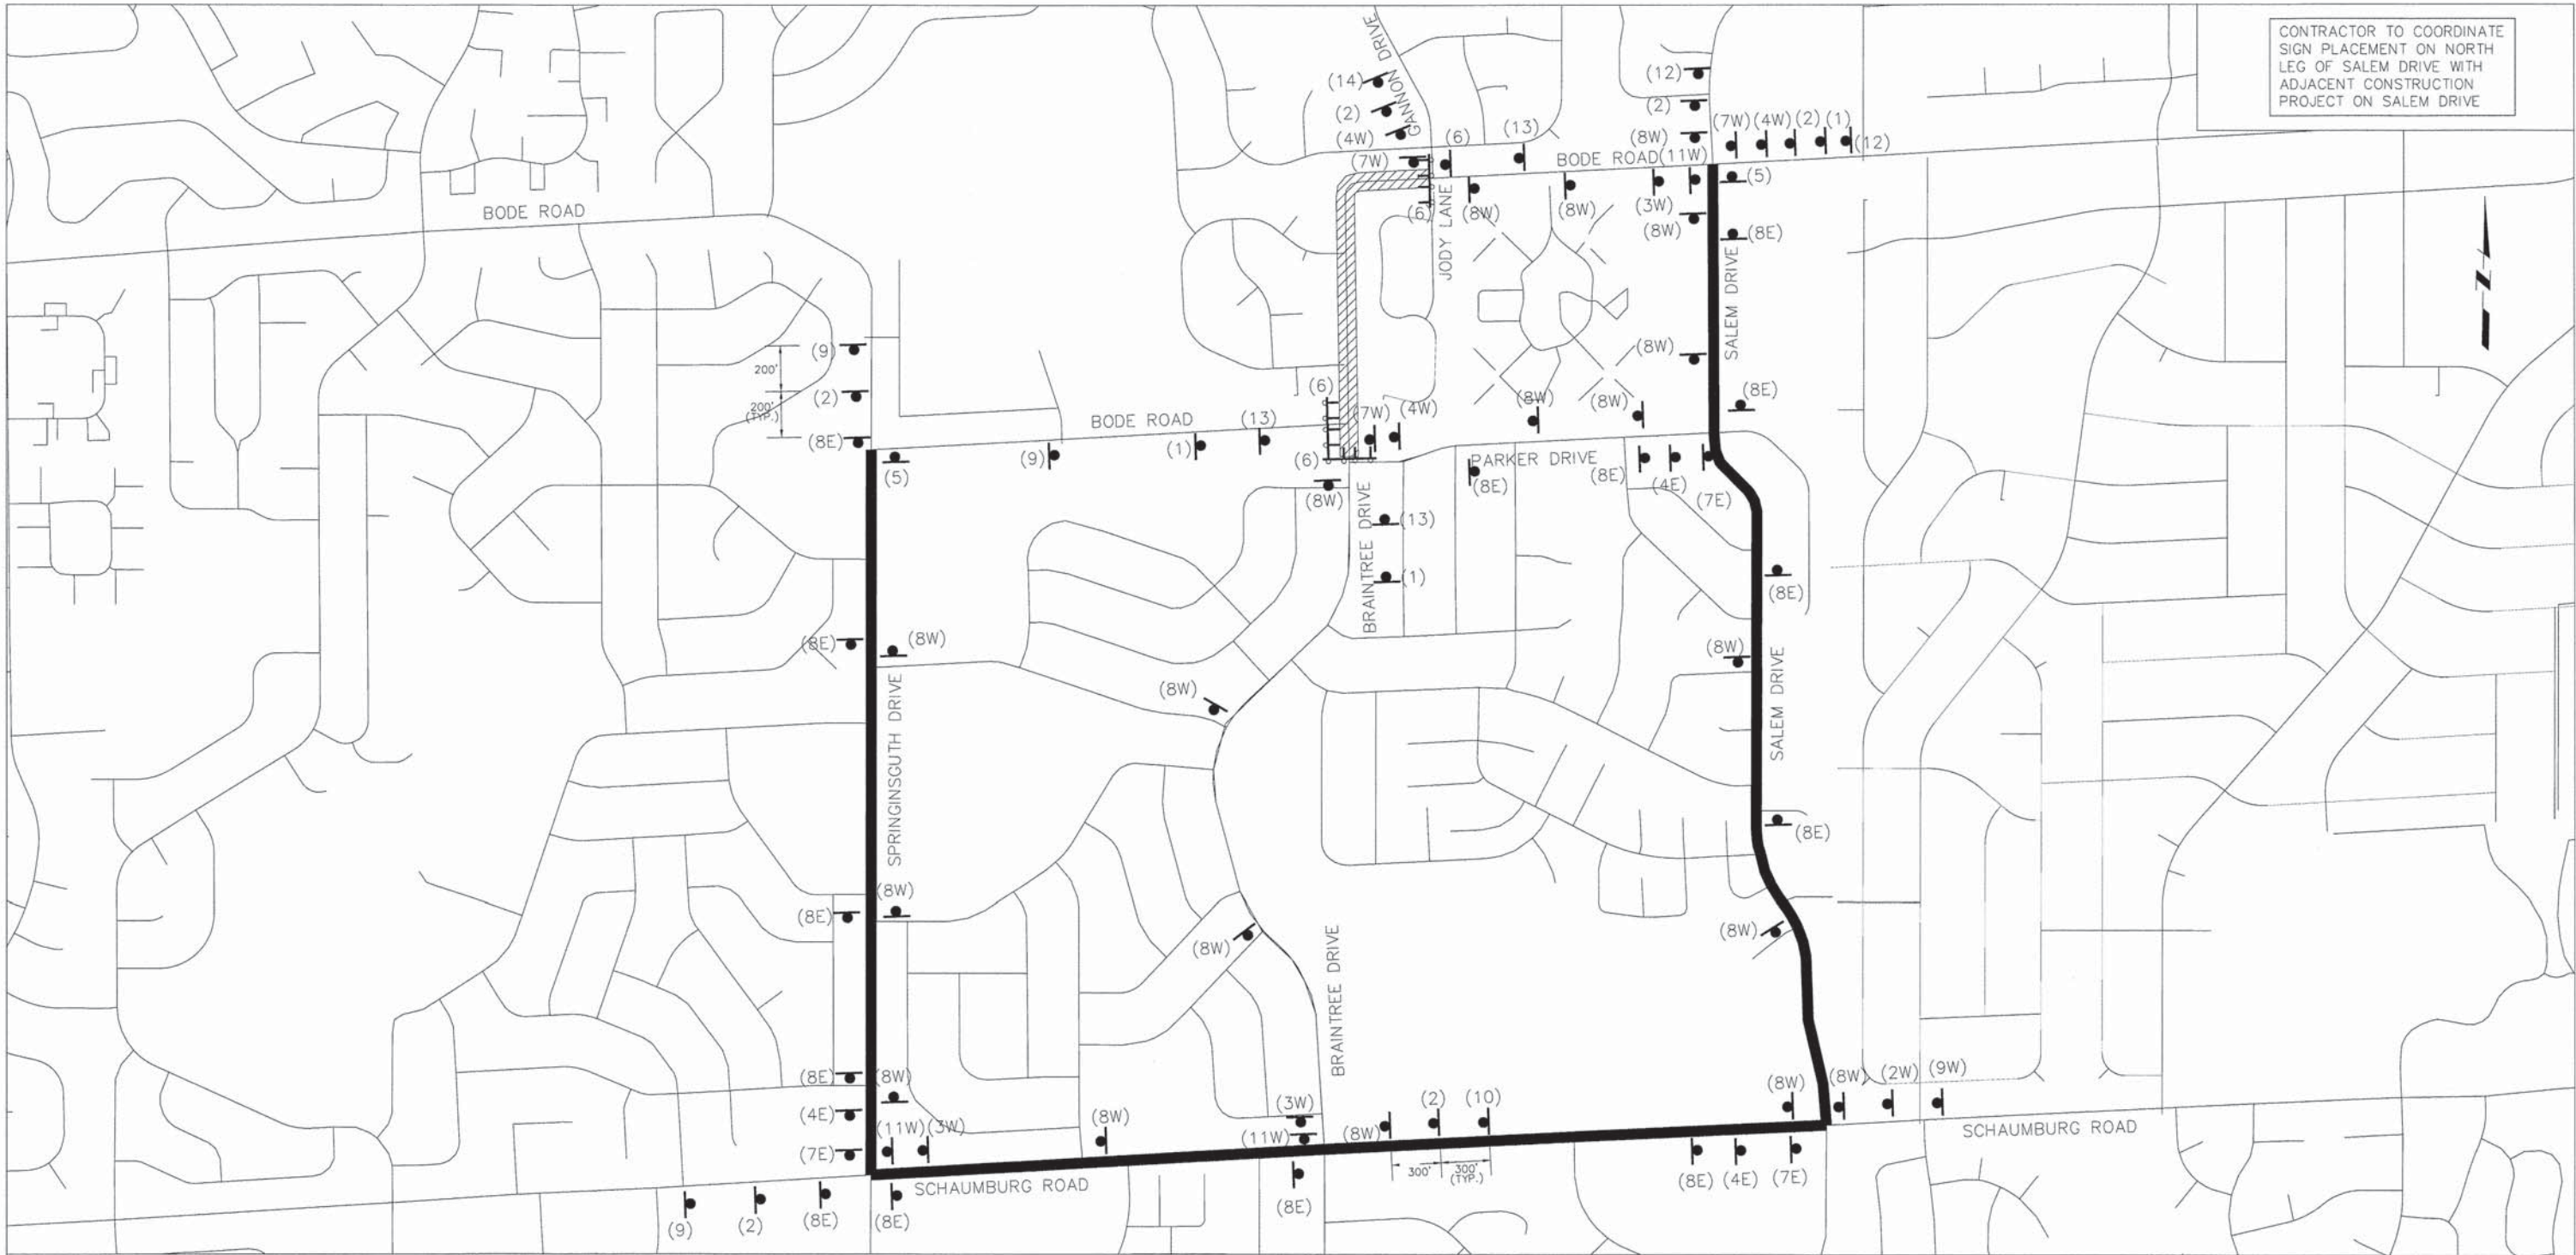 CONTRACTOR TO COORDINATE
SIGN PLACEMENT ON NORTH
LEG OF SALEM DRIVE WITH
ADJACENT CONSTRUCTION
PROJECT ON SALEM DRIVE
GANNON DRIVE
(14)
(2)
(4W)
(7W)
(6)
(13)
(12)
(2)
(8W)
(7W)
(4W)
(2)
(1)
(12)
BODE ROAD
(11W)
(5)
BODE ROAD
(6)
(8W)
(8W)
(3W)
(8W)
(8E)
JODY LANE
SALEM DRIVE
(9)
200'
(2)
200'
(TYP.)
(8E)
(5)
BODE ROAD
(9)
(1)
(13)
(6)
(6)
(7W)
(4W)
(8W)
(8W)
(8W)
(8E)
PARKER DRIVE
(8E)
(8E)
(4E)
(7E)
(8W)
BRAINTREE DRIVE
(13)
(1)
(8E)
(8E)
(8W)
SPRINGINSGUTH DRIVE
(8W)
(8W)
SALEM DRIVE
(8E)
(8E)
(8W)
(8W)
BRAINTREE DRIVE
(8W)
(8E)
(8W)
(4E)
(7E)
(11W)
(3W)
(8W)
(3W)
(11W)
(8W)
(2)
(10)
300'
300'
(TYP.)
(8W)
(8W)
(2W)
(9W)
SCHAUMBURG ROAD
(8E)
(4E)
(7E)
SCHAUMBURG ROAD
(9)
(2)
(8E)
(8E)
(8E)